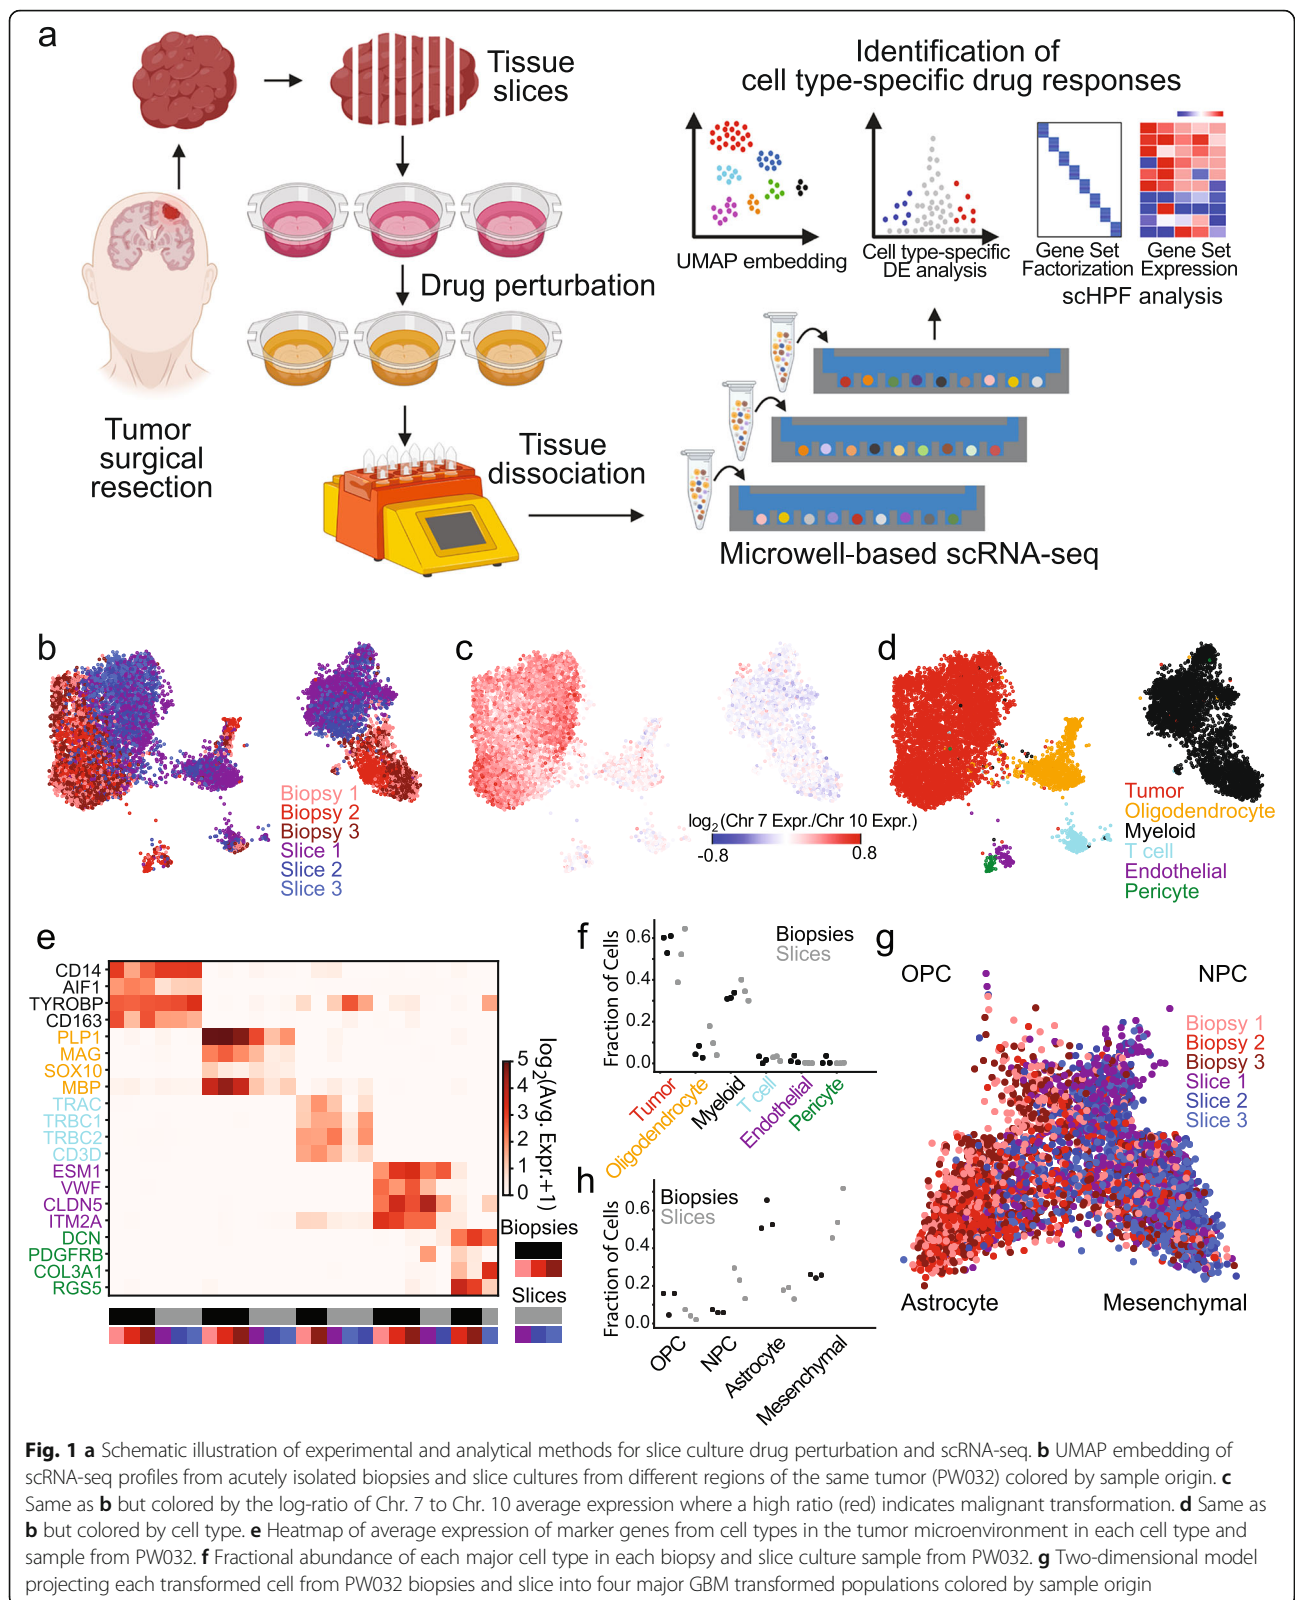 a
Tissue
slices
Identification of
cell type-specific drug responses
UMAP embedding
Cell type-specific
DE analysis
Gene Set
Factorization
Gene Set
Expression
scHPF analysis
Drug perturbation
Tumor
surgical
resection
Tissue
dissociation
Microwell-based scRNA-seq
b
Biopsy 1
Biopsy 2
Biopsy 3
Slice 1
Slice 2
Slice 3
c
log2(Chr 7 Expr./Chr 10 Expr.)
-0.8
0.8
d
Tumor
Oligodendrocyte
Myeloid
T cell
Endothelial
Pericyte
e
CD14
AIF1
TYROBP
CD163
PLP1
MAG
SOX10
MBP
TRAC
TRBC1
TRBC2
CD3D
ESM1
VWF
CLDN5
ITM2A
DCN
PDGFRB
COL3A1
RGS5
5
4
3
2
1
0
log2(Avg. Expr.+1)
Biopsies
Slices
f
Fraction of Cells
0.6
0.4
0.2
0.0
Biopsies
Slices
Tumor
Oligodendrocyte
Myeloid
T cell
Endothelial
Pericyte
g
OPC
NPC
Biopsy 1
Biopsy 2
Biopsy 3
Slice 1
Slice 2
Slice 3
Astrocyte
Mesenchymal
h
Fraction of Cells
0.6
0.4
0.2
0.0
Biopsies
Slices
OPC
NPC
Astrocyte
Mesenchymal
Fig. 1 a Schematic illustration of experimental and analytical methods for slice culture drug perturbation and scRNA-seq. b UMAP embedding of
scRNA-seq profiles from acutely isolated biopsies and slice cultures from different regions of the same tumor (PW032) colored by sample origin. c
Same as b but colored by the log-ratio of Chr. 7 to Chr. 10 average expression where a high ratio (red) indicates malignant transformation. d Same as
b but colored by cell type. e Heatmap of average expression of marker genes from cell types in the tumor microenvironment in each cell type and
sample from PW032. f Fractional abundance of each major cell type in each biopsy and slice culture sample from PW032. g Two-dimensional model
projecting each transformed cell from PW032 biopsies and slice into four major GBM transformed populations colored by sample origin